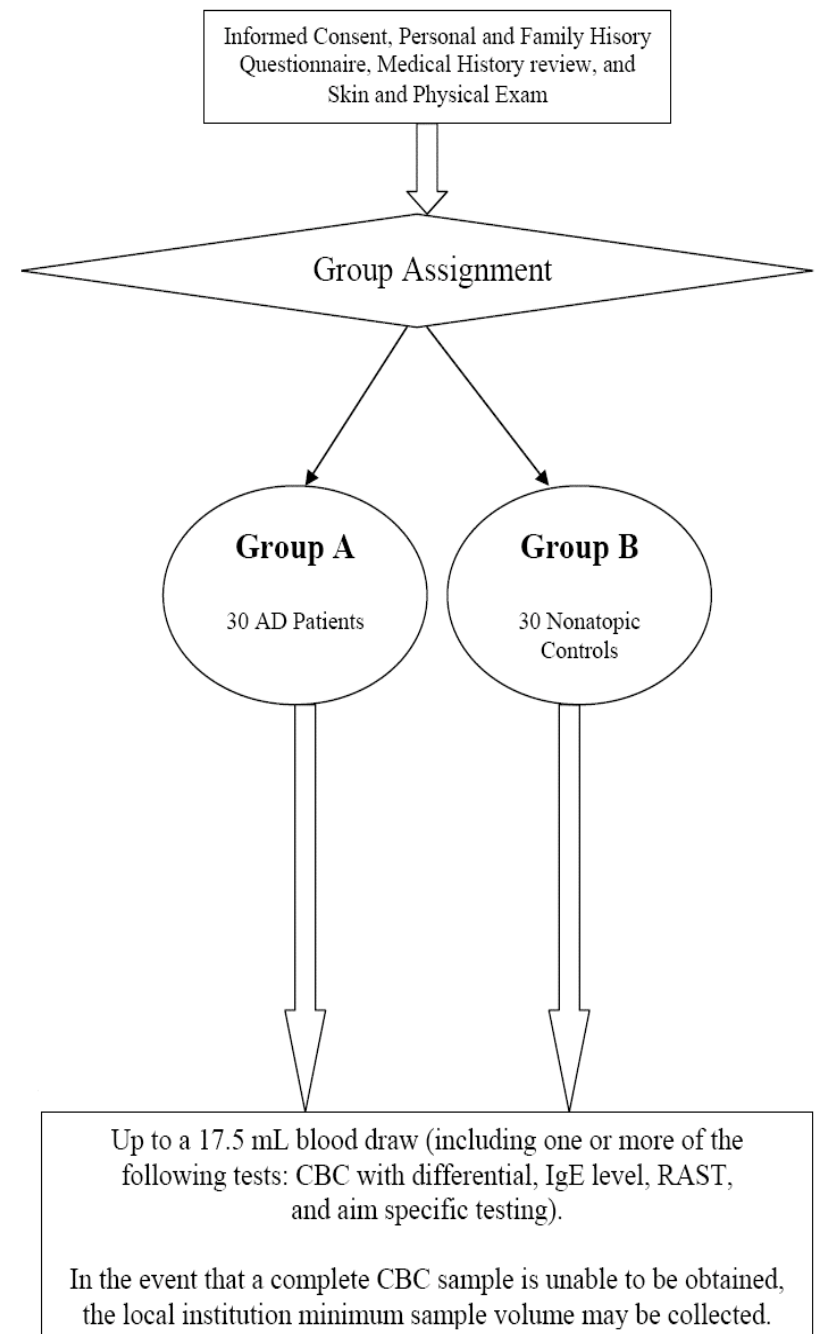 Informed Consent, Personal and Family Hisory
Questionnaire, Medical History review, and
Skin and Physical Exam
Group Assignment
Group A
30 AD Patients
Group B
30 Nonatopic
Controls
Up to a 17.5 mL blood draw (including one or more of the
following tests: CBC with differential, IgE level, RAST,
and aim specific testing).
In the event that a complete CBC sample is unable to be obtained,
the local institution minimum sample volume may be collected.